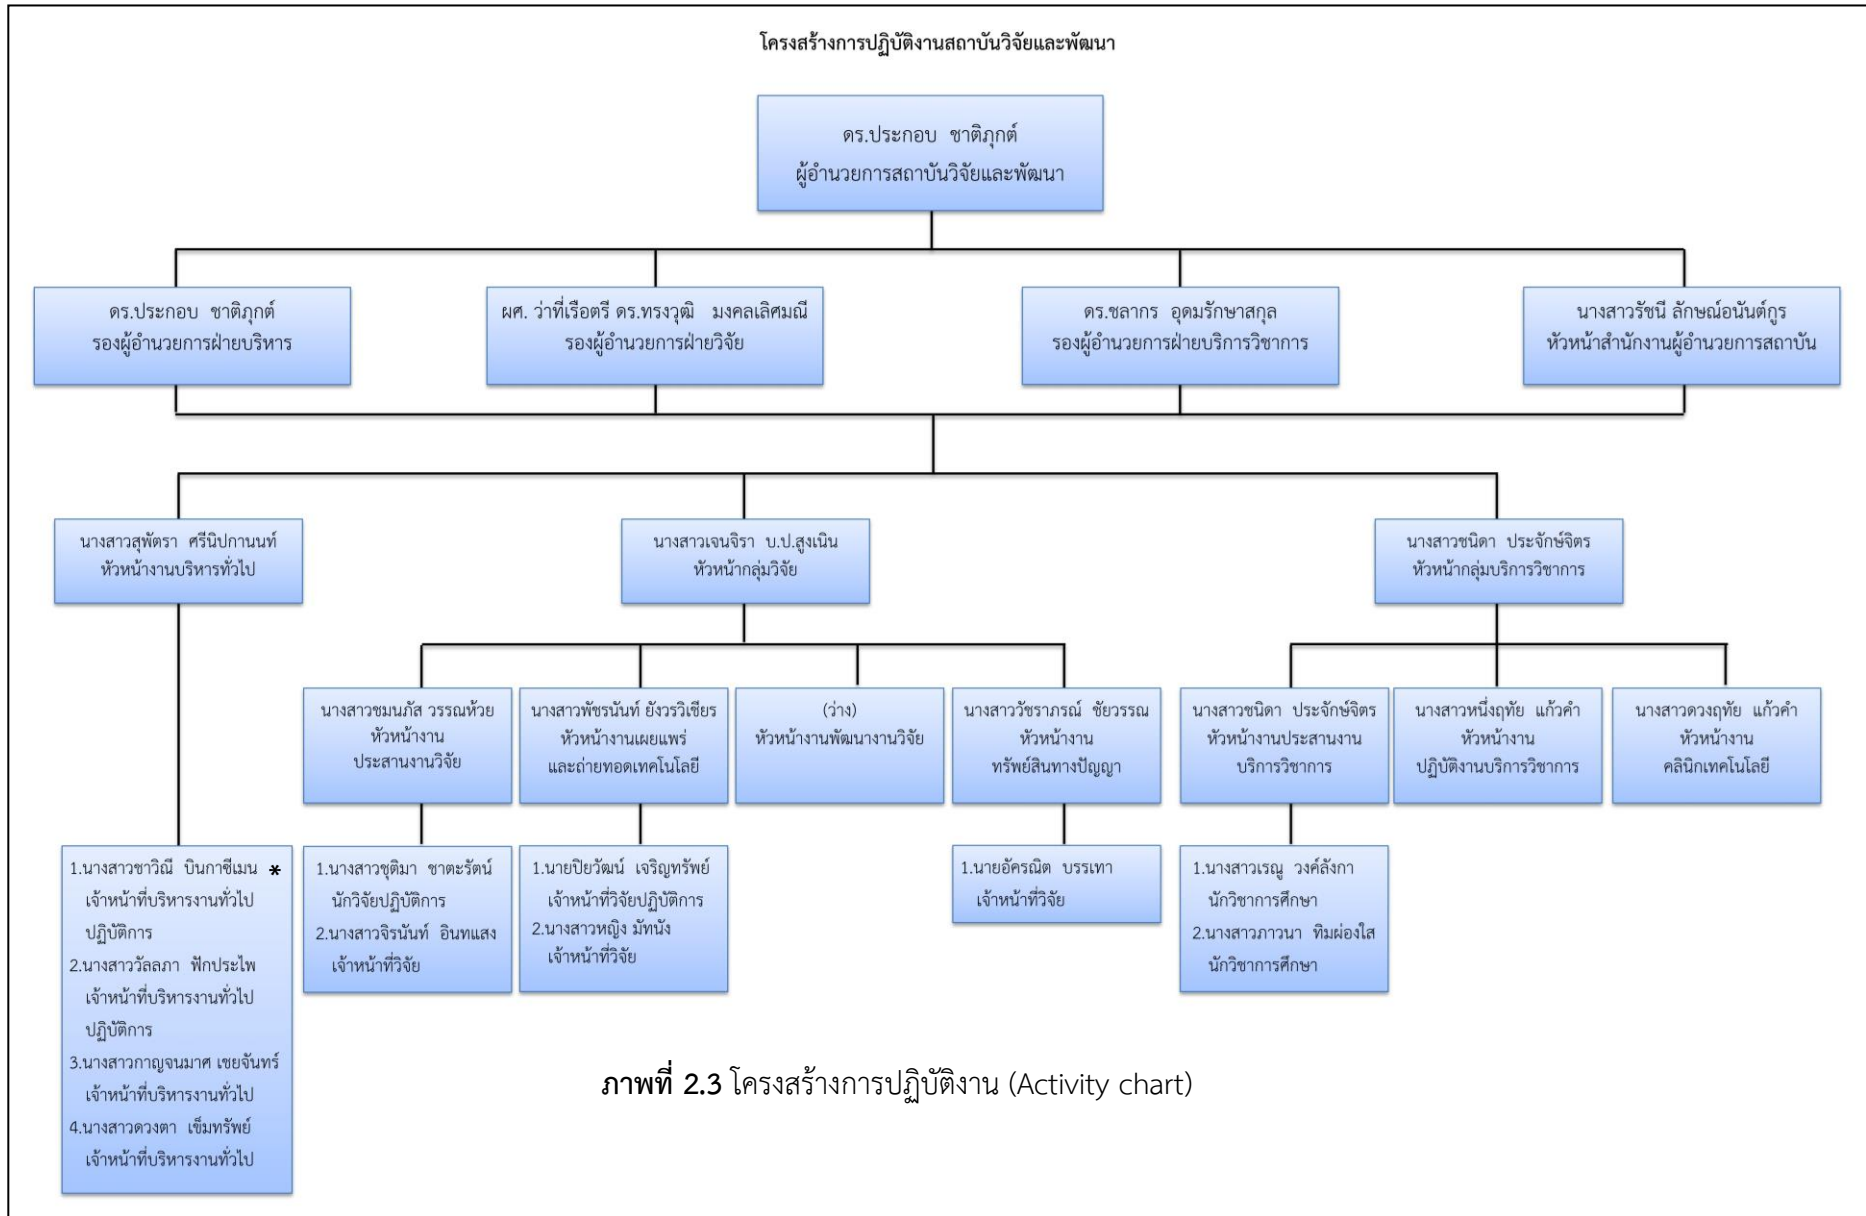 โครงสร้างการปฏิบัติงานสถาบันวิจัยและพัฒนา
ดร.ประกอบ ชาติภุกต์
ผู้อำนวยการสถาบันวิจัยและพัฒนา
ดร.ประกอบ ชาติภุกต์
รองผู้อำนวยการฝ่ายบริหาร
ผศ. ว่าที่เรือตรี ดร.ทรงวุฒิ มงคลเลิศมณี
รองผู้อำนวยการฝ่ายวิจัย
ดร.ชลากร อุดมรักษาสกุล
รองผู้อำนวยการฝ่ายบริการวิชาการ
นางสาวรัชนี ลักษณ์อนันต์กูร
หัวหน้าสำนักงานผู้อำนวยการสถาบัน
นางสาวสุพัตรา ศรีนิปกานนท์
หัวหน้างานบริหารทั่วไป
นางสาวเจนจิรา บ.ป.สูงเนิน
หัวหน้ากลุ่มวิจัย
นางสาวชนิดา ประจักษ์จิตร
หัวหน้ากลุ่มบริการวิชาการ
นางสาวชมนภัส วรรณห้วย
หัวหน้างาน
ประสานงานวิจัย
นางสาวพัชรนันท์ ยังวรวิเชียร
หัวหน้างานเผยแพร่
และถ่ายทอดเทคโนโลยี
(ว่าง)
หัวหน้างานพัฒนางานวิจัย
นางสาววัชราภรณ์ ชัยวรรณ
หัวหน้างาน
ทรัพย์สินทางปัญญา
นางสาวชนิดา ประจักษ์จิตร
หัวหน้างานประสานงาน
บริการวิชาการ
นางสาวหนึ่งฤทัย แก้วคำ
หัวหน้างาน
ปฏิบัติงานบริการวิชาการ
นางสาวดวงฤทัย แก้วคำ
หัวหน้างาน
คลินิกเทคโนโลยี
1.นางสาวซาวิณี บินกาซีเมน *
เจ้าหน้าที่บริหารงานทั่วไป
ปฏิบัติการ
2.นางสาววัลลภา ฟักประไพ
เจ้าหน้าที่บริหารงานทั่วไป
ปฏิบัติการ
3.นางสาวกาญจนมาศ เชยจันทร์
เจ้าหน้าที่บริหารงานทั่วไป
4.นางสาวดวงตา เข็มทรัพย์
เจ้าหน้าที่บริหารงานทั่วไป
1.นางสาวชุติมา ชาตะรัตน์
นักวิจัยปฏิบัติการ
2.นางสาวจิรนันท์ อินทแสง
เจ้าหน้าที่วิจัย
1.นายปิยวัฒน์ เจริญทรัพย์
เจ้าหน้าที่วิจัยปฏิบัติการ
2.นางสาวหญิง มัทนัง
เจ้าหน้าที่วิจัย
1.นายอัครณิต บรรเทา
เจ้าหน้าที่วิจัย
1.นางสาวเรณู วงค์ลังกา
นักวิชาการศึกษา
2.นางสาวภาวนา ทิมผ่องใส
นักวิชาการศึกษา
ภาพที่ 2.3 โครงสร้างการปฏิบัติงาน (Activity chart)